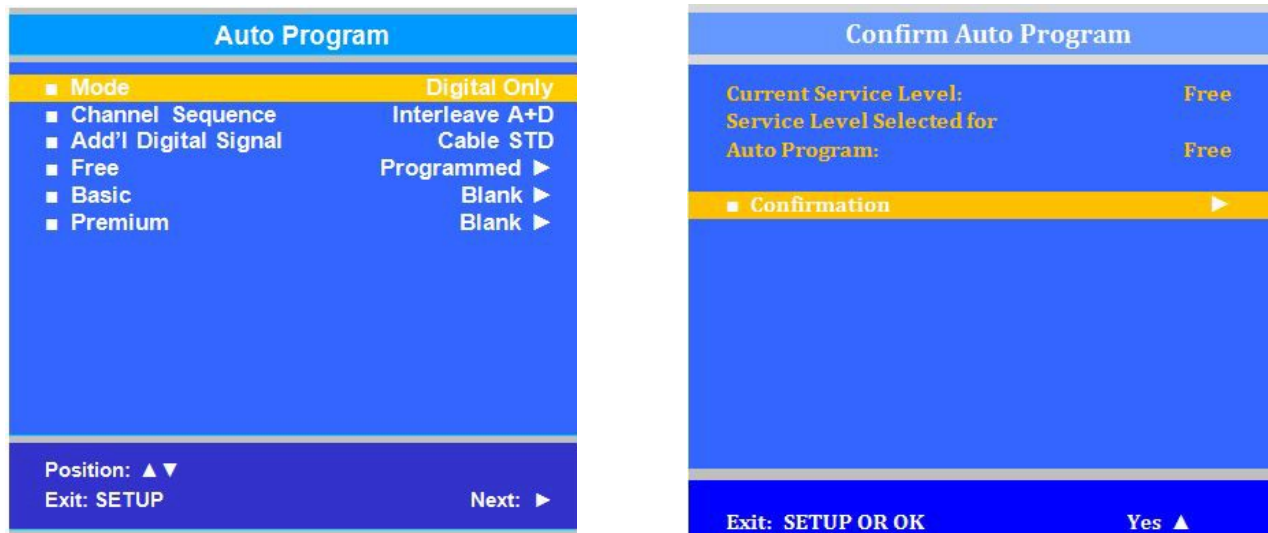 Auto Program
■ Mode Digital Only
■ Channel Sequence Interleave A+D
■ Add'l Digital Signal Cable STD
■ Free Programmed ►
■ Basic Blank ►
■ Premium Blank ►
Position: ▲▼
Exit: SETUP Next: ►
Confirm Auto Program
Current Service Level: Free
Service Level Selected for
Auto Program: Free
■ Confirmation ►
Exit: SETUP OR OK Yes ▲